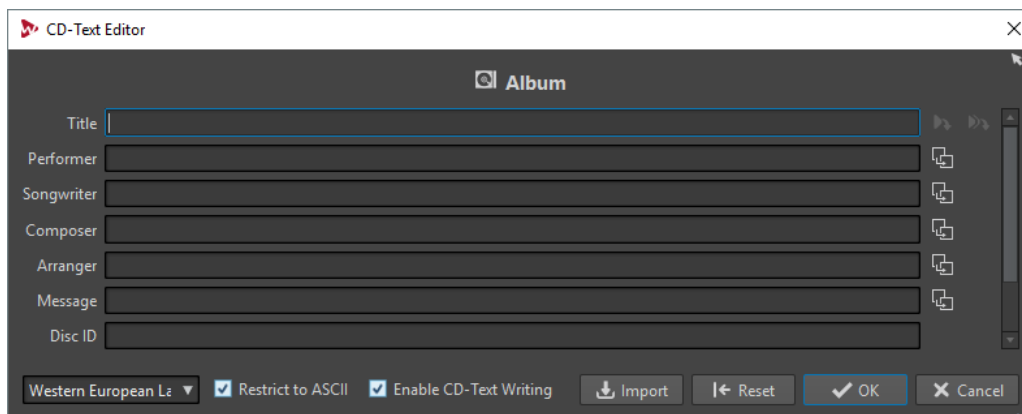 CD-Text Editor
Album
Title
Performer
Songwriter
Composer
Arranger
Message
Disc ID
Western European La Restrict to ASCII Enable CD-Text Writing Import Reset OK Cancel